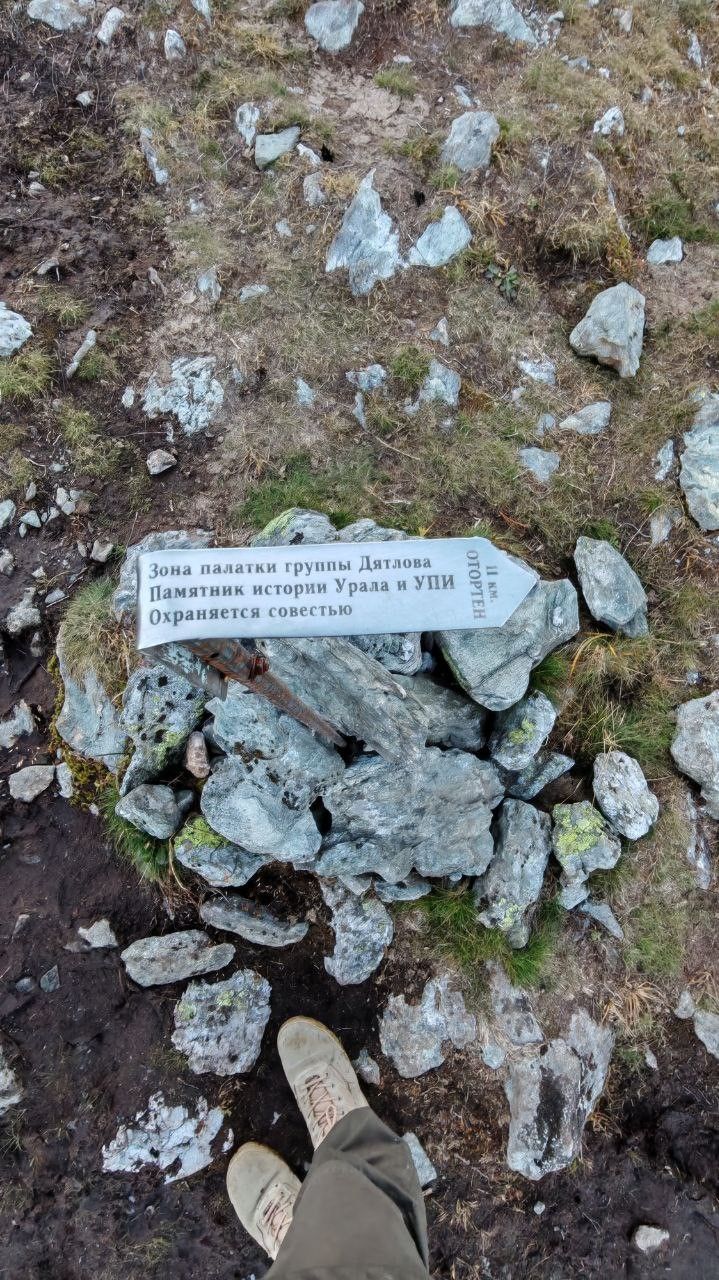 Зона палатки группы Дятлова
Памятник истории Урала и УПИ
Охраняется совестью
11 км.
ОТОРТЕН